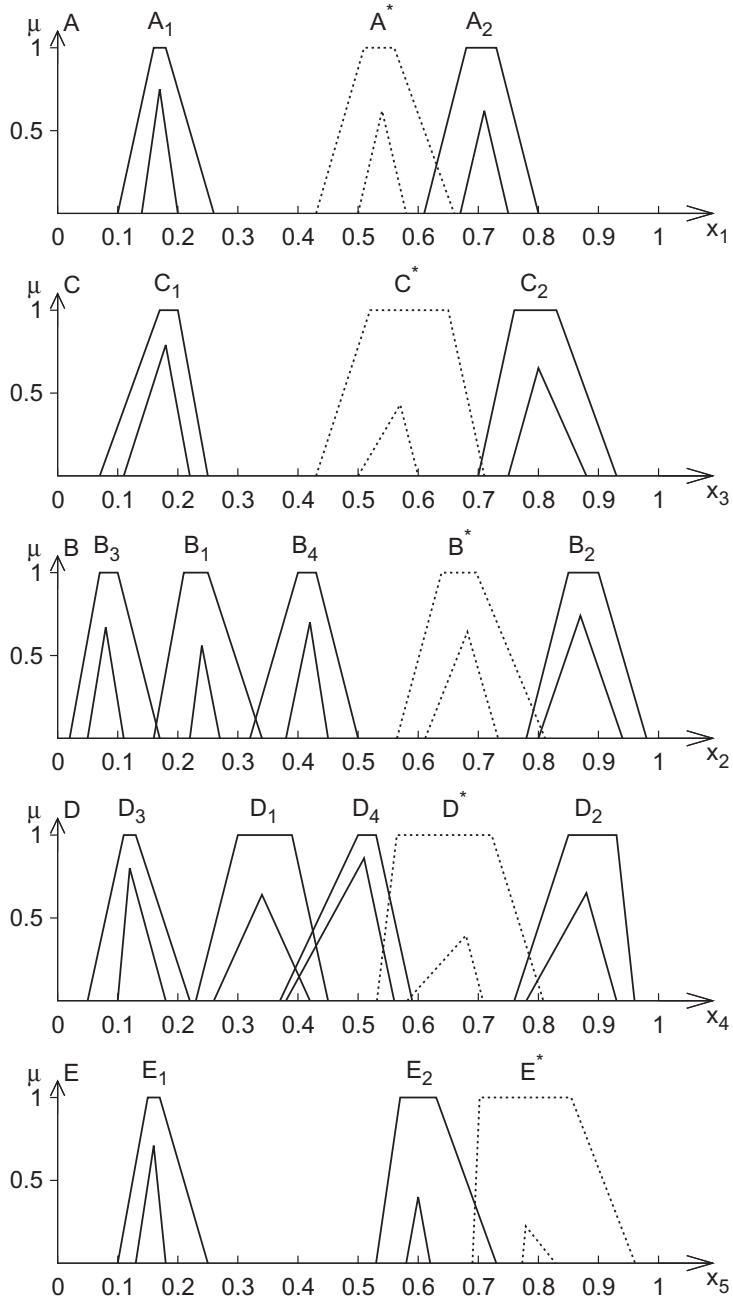 μ A A₁ A* A₂
1
0.5
0 0.1 0.2 0.3 0.4 0.5 0.6 0.7 0.8 0.9 1 x₁
μ C C₁ C* C₂
1
0.5
0 0.1 0.2 0.3 0.4 0.5 0.6 0.7 0.8 0.9 1 x₃
μ B B₃ B₁ B₄ B* B₂
1
0.5
0 0.1 0.2 0.3 0.4 0.5 0.6 0.7 0.8 0.9 1 x₂
μ D D₃ D₁ D₄ D* D₂
1
0.5
0 0.1 0.2 0.3 0.4 0.5 0.6 0.7 0.8 0.9 1 x₄
μ E E₁ E₂ E*
1
0.5
0 0.1 0.2 0.3 0.4 0.5 0.6 0.7 0.8 0.9 1 x₅